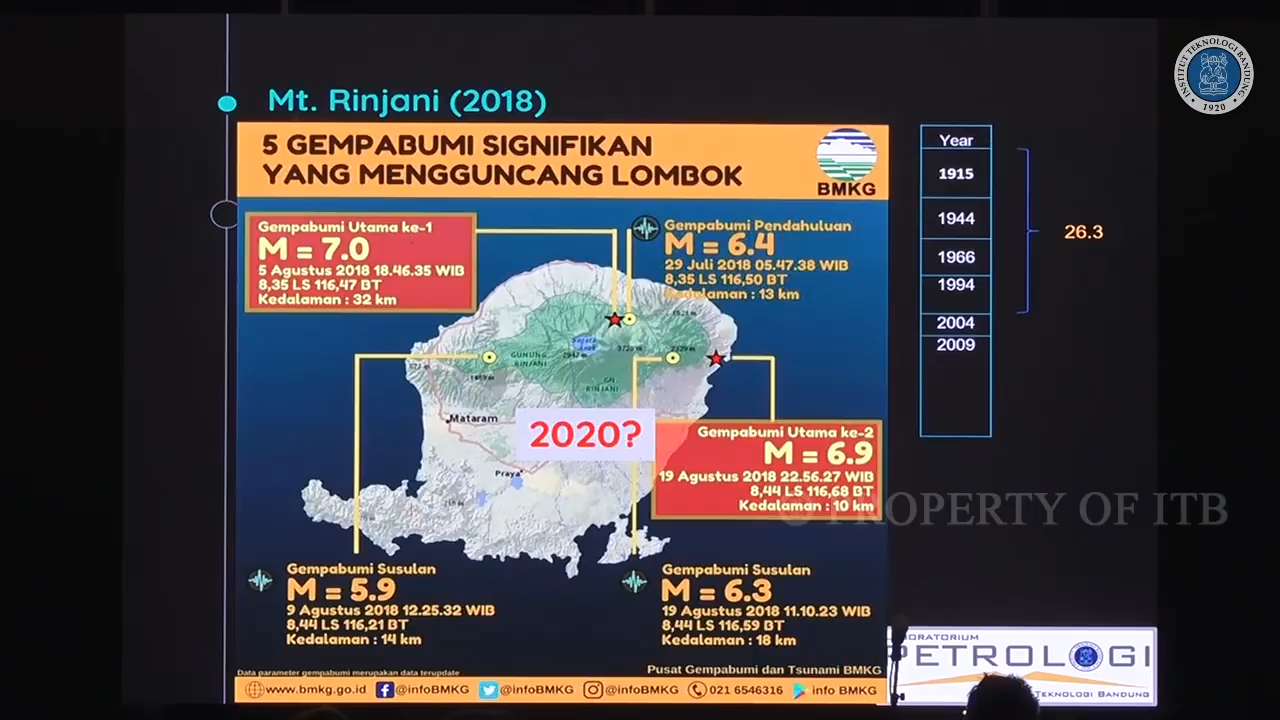 Mt. Rinjani (2018)
5 GEMPABUMI SIGNIFIKAN
YANG MENGGUNCANG LOMBOK
BMKG
Gempabumi Utama ke-1
M = 7.0
5 Agustus 2018 18.46.35 WIB
8,35 LS 116,47 BT
Kedalaman : 32 km
Gempabumi Pendahuluan
M = 6.4
29 Juli 2018 05.47.38 WIB
8,35 LS 116,50 BT
Kedalaman : 13 km
GUNUNG
RINJANI
Segara
Anak
GN
RINJANI
Mataram
Praya
2020?
Gempabumi Utama ke-2
M = 6.9
19 Agustus 2018 22.56.27 WIB
8,44 LS 116,68 BT
Kedalaman : 10 km
Gempabumi Susulan
M = 5.9
9 Agustus 2018 12.25.32 WIB
8,44 LS 116,21 BT
Kedalaman : 14 km
Gempabumi Susulan
M = 6.3
19 Agustus 2018 11.10.23 WIB
8,44 LS 116,59 BT
Kedalaman : 18 km
Data parameter gempabumi merupakan data terupdate
Pusat Gempabumi dan Tsunami BMKG
www.bmkg.go.id @infoBMKG @infoBMKG @infoBMKG 021 6546316 info BMKG
Year
1915
1944
1966
1994
2004
2009
26.3
INSTITUT TEKNOLOGI BANDUNG
1920
© PROPERTY OF ITB
PETROLOGI
TEKNOLOGI BANDUNG